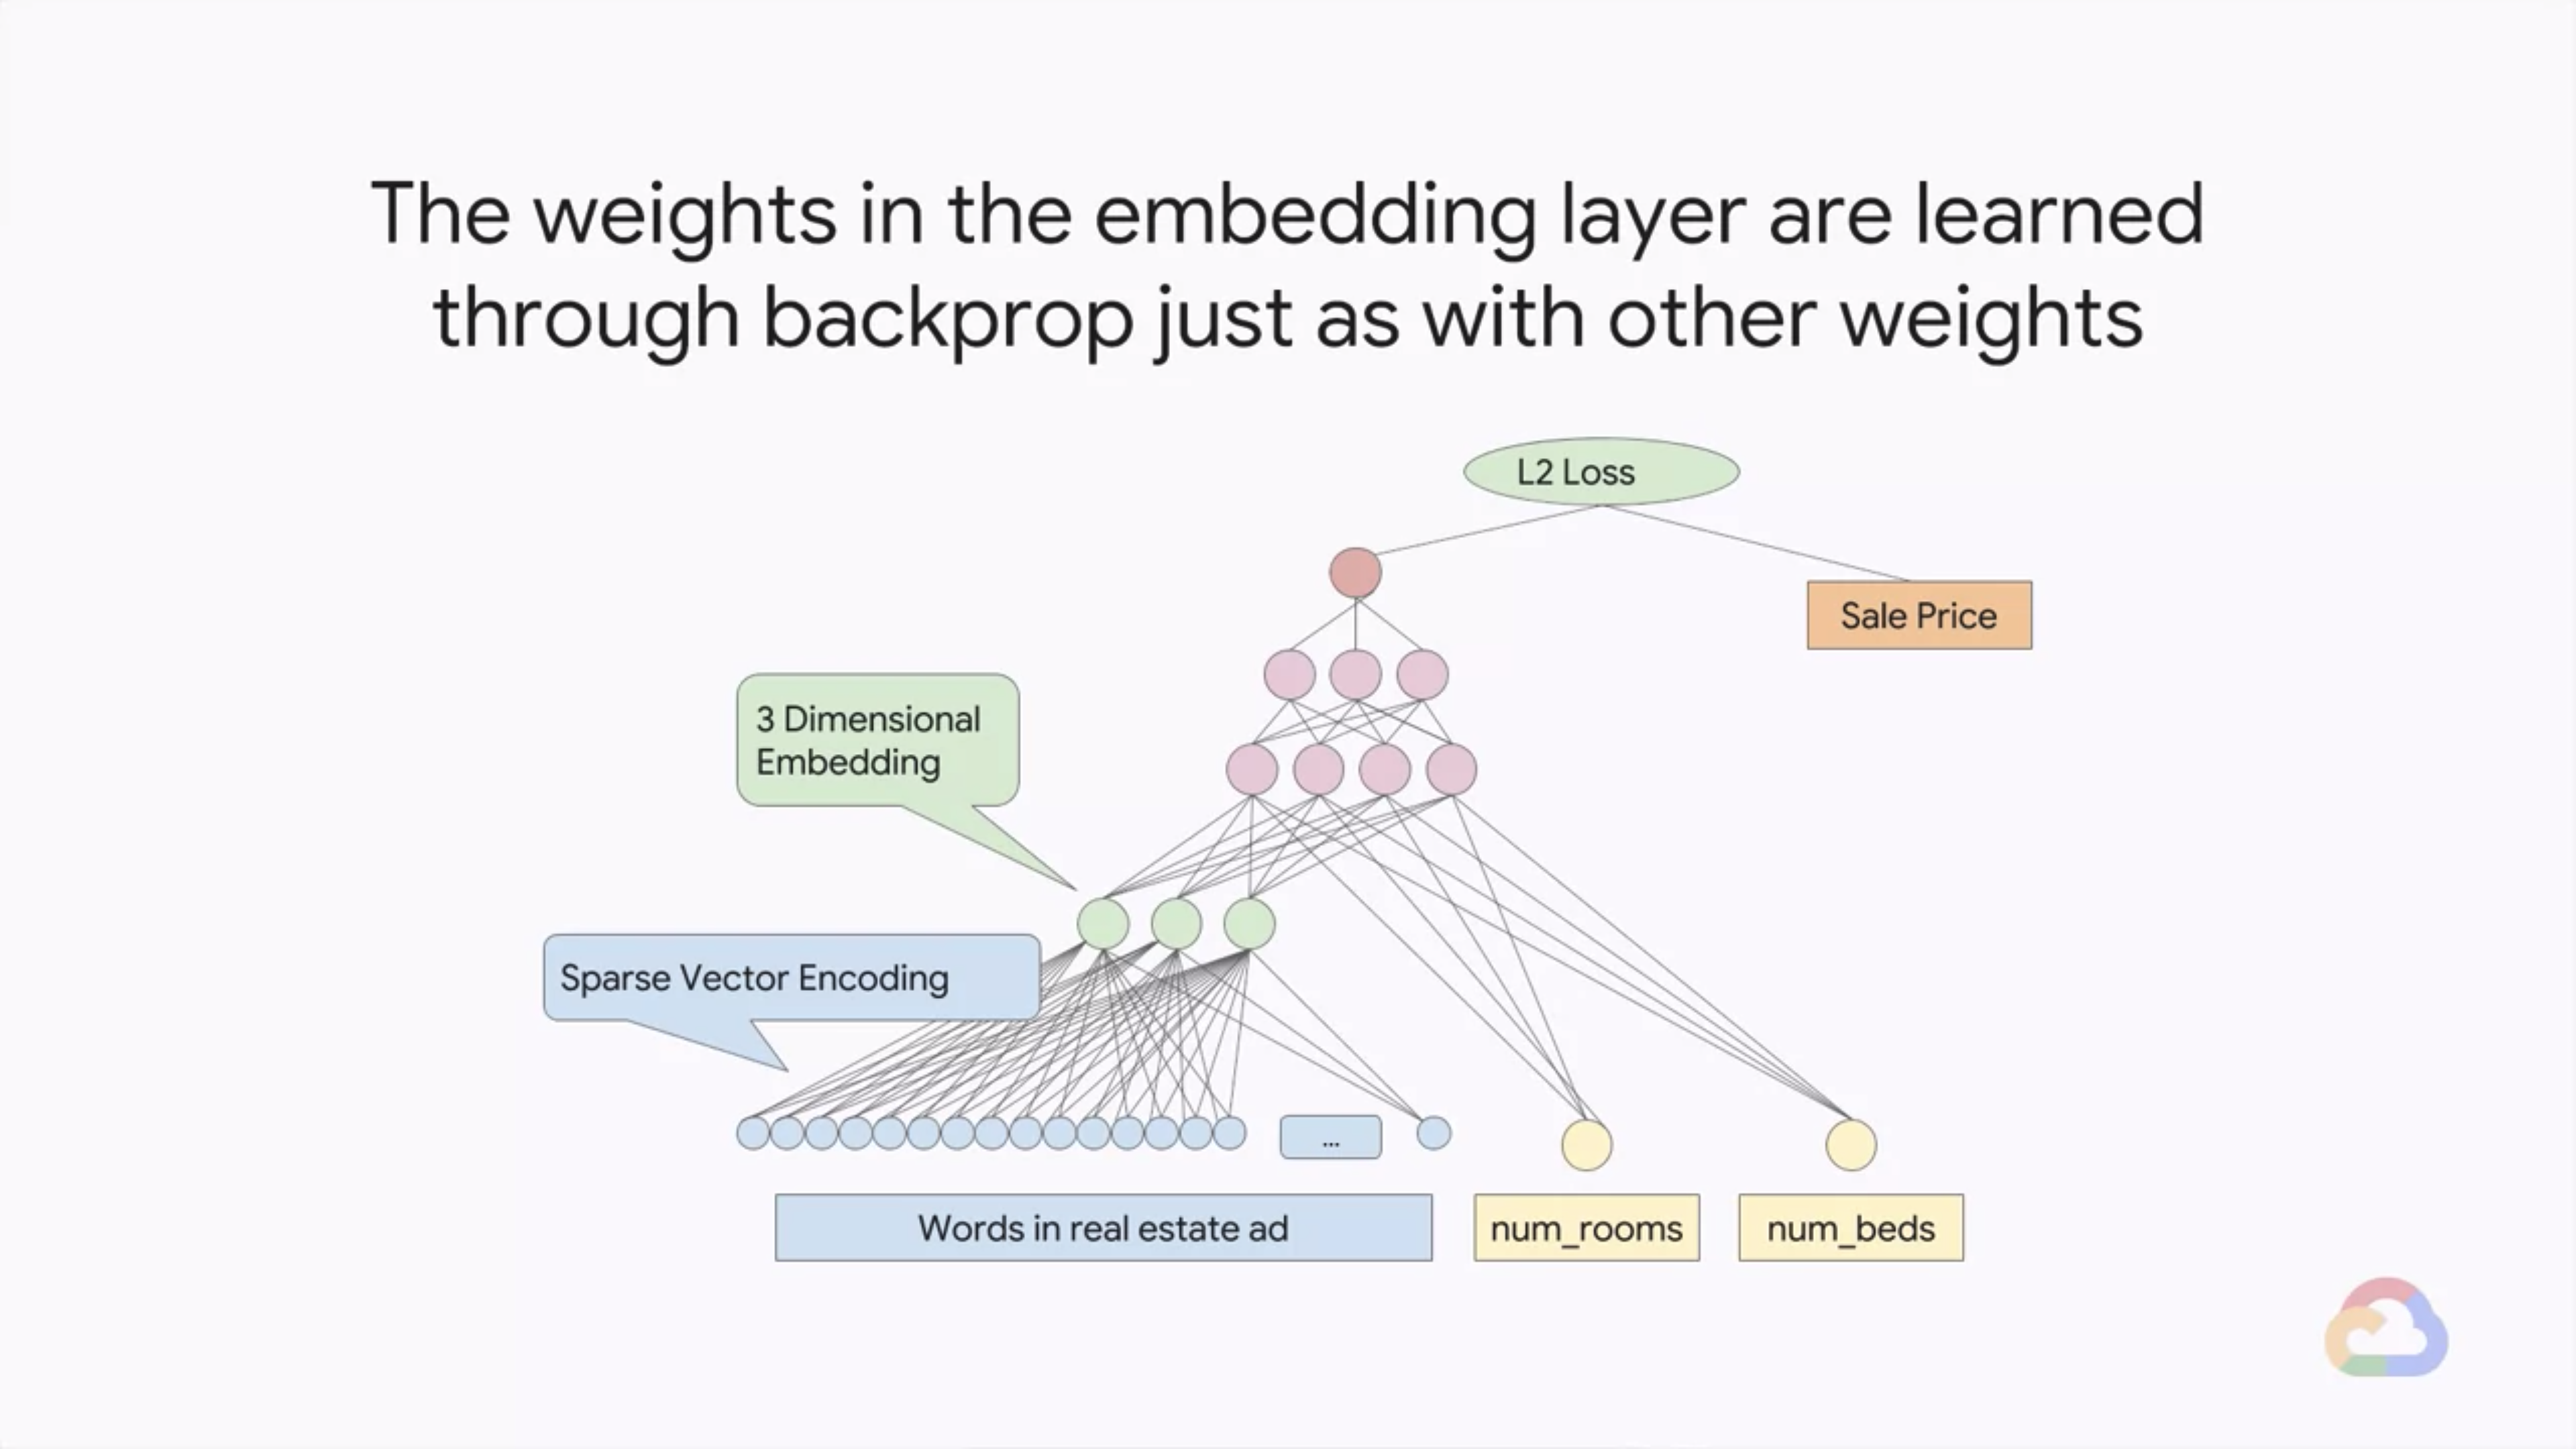 The weights in the embedding layer are learned
through backprop just as with other weights
L2 Loss
Sale Price
3 Dimensional
Embedding
Sparse Vector Encoding
...
Words in real estate ad
num_rooms
num_beds